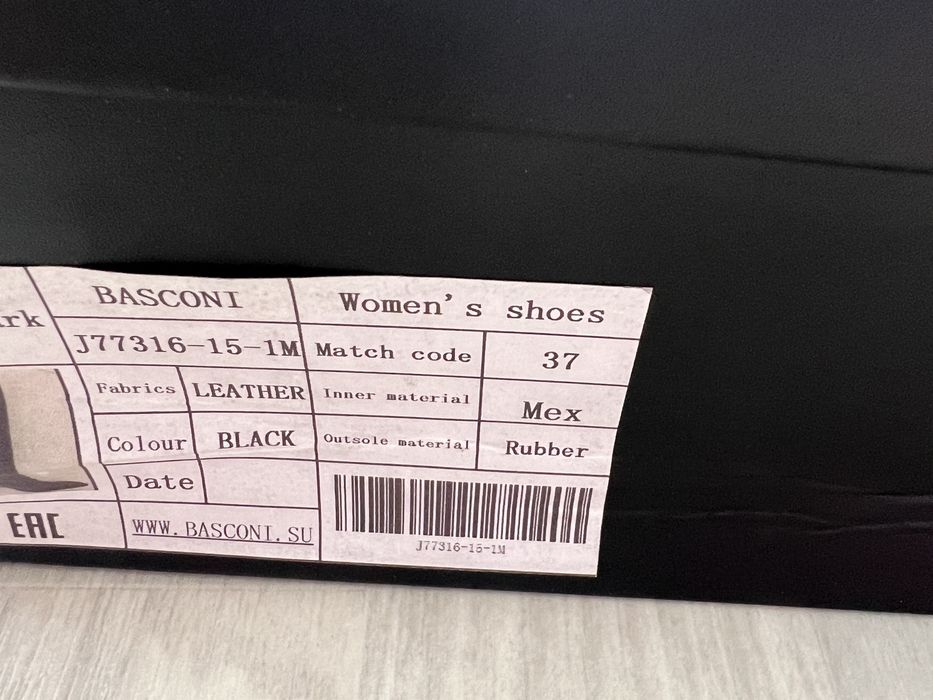 rk
BASCONI
Women's shoes
J77316-15-1M
Match code
37
Fabrics
LEATHER
Inner material
Mex
Colour
BLACK
Outsole material
Rubber
Date
EAC
WWW.BASCONI.SU
J77316-15-1M